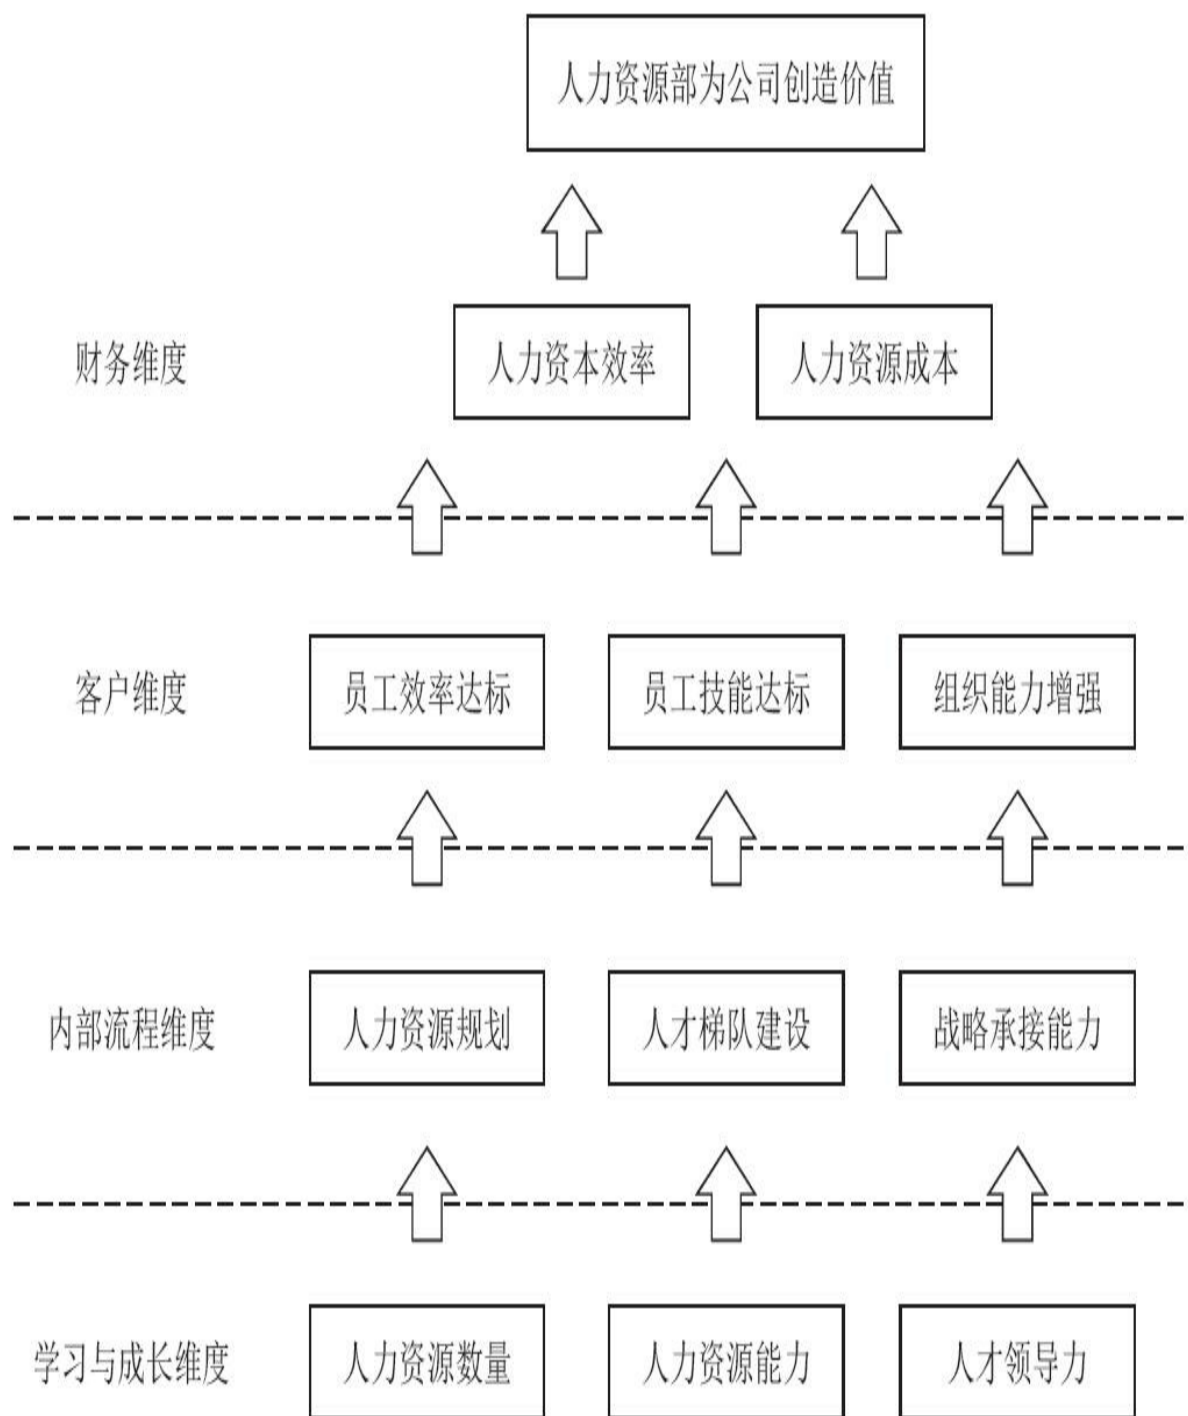 人力资源部为公司创造价值
财务维度 人力资本效率 人力资源成本
客户维度 员工效率达标 员工技能达标 组织能力增强
内部流程维度 人力资源规划 人才梯队建设 战略承接能力
学习与成长维度 人力资源数量 人力资源能力 人才领导力